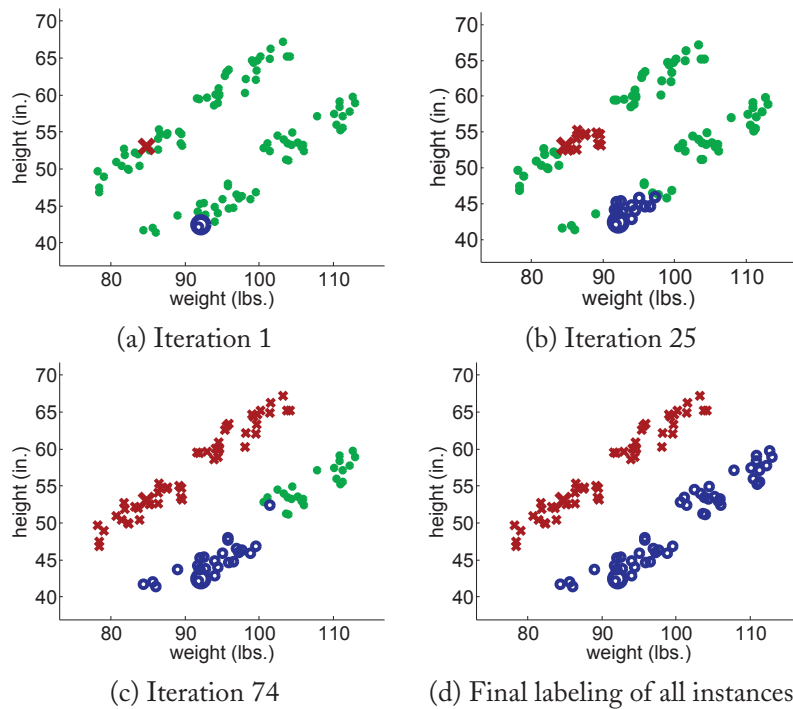 70
65
60
55
50
45
40
height (in.)
80 90 100 110
weight (lbs.)
(a) Iteration 1
70
65
60
55
50
45
40
height (in.)
80 90 100 110
weight (lbs.)
(b) Iteration 25
70
65
60
55
50
45
40
height (in.)
80 90 100 110
weight (lbs.)
(c) Iteration 74
70
65
60
55
50
45
40
height (in.)
80 90 100 110
weight (lbs.)
(d) Final labeling of all instances